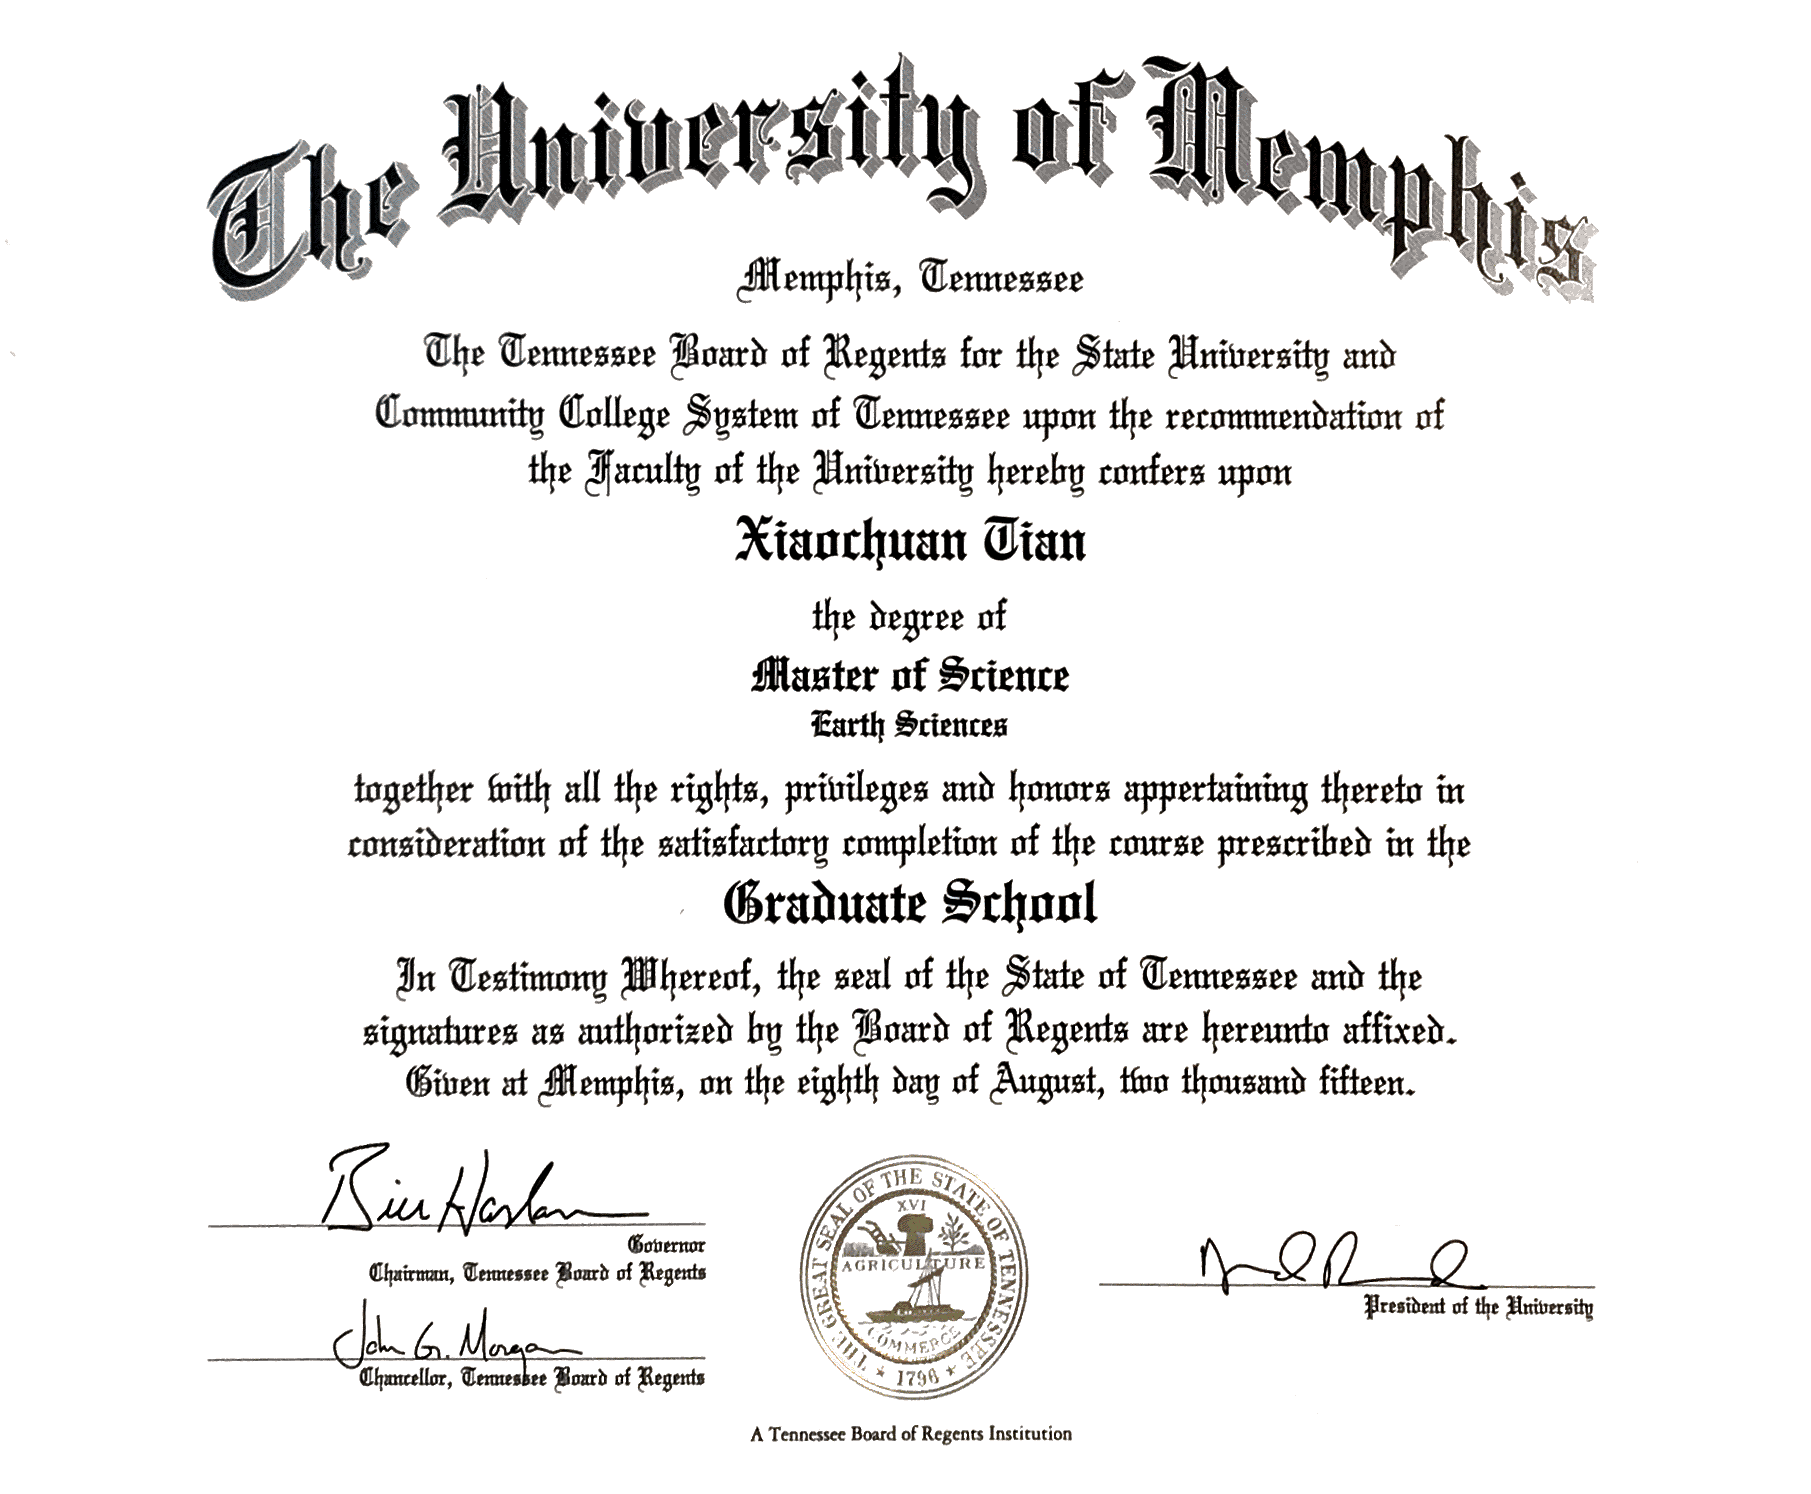 The University of Memphis
Memphis, Tennessee
The Tennessee Board of Regents for the State University and
Community College System of Tennessee upon the recommendation of
the Faculty of the University hereby confers upon
Xiaochuan Tian
the degree of
Master of Science
Earth Sciences
together with all the rights, privileges and honors appertaining thereto in
consideration of the satisfactory completion of the course prescribed in the
Graduate School
In Testimony Whereof, the seal of the State of Tennessee and the
signatures as authorized by the Board of Regents are hereunto affixed.
Given at Memphis, on the eighth day of August, two thousand fifteen.
Bill Haslam
Governor
Chairman, Tennessee Board of Regents
John G. Morgan
Chancellor, Tennessee Board of Regents
THE GREAT SEAL OF THE STATE OF TENNESSEE
XVI
AGRICULTURE
COMMERCE
★ 1796 ★
President of the University
A Tennessee Board of Regents Institution